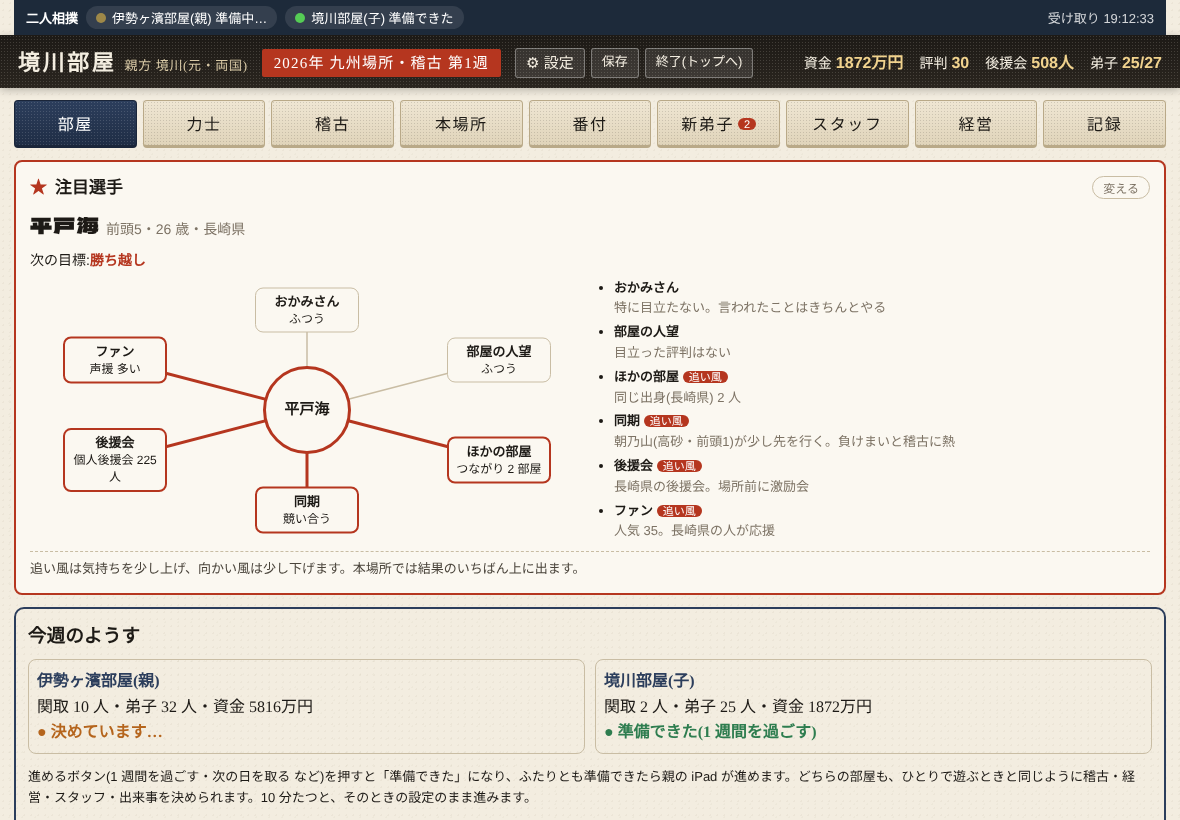 二人相撲 伊勢ヶ濱部屋(親) 準備中… 境川部屋(子) 準備できた 受け取り 19:12:33
境川部屋 親方 境川(元・両国) 2026年 九州場所・稽古 第1週 ⚙ 設定 保存 終了(トップへ) 資金 1872万円 評判 30 後援会 508人 弟子 25/27
部屋 力士 稽古 本場所 番付 新弟子 2 スタッフ 経営 記録
★ 注目選手 変える
平戸海 前頭5・26 歳・長崎県
次の目標:勝ち越し
おかみさん
ふつう
ファン
声援 多い
部屋の人望
ふつう
平戸海
後援会
個人後援会 225
人
ほかの部屋
つながり 2 部屋
同期
競い合う
• おかみさん
特に目立たない。言われたことはきちんとやる
• 部屋の人望
目立った評判はない
• ほかの部屋 追い風
同じ出身(長崎県) 2 人
• 同期 追い風
朝乃山(高砂・前頭1)が少し先を行く。負けまいと稽古に熱
• 後援会 追い風
長崎県の後援会。場所前に激励会
• ファン 追い風
人気 35。長崎県の人が応援
追い風は気持ちを少し上げ、向かい風は少し下げます。本場所では結果のいちばん上に出ます。
今週のようす
伊勢ヶ濱部屋(親)
関取 10 人・弟子 32 人・資金 5816万円
● 決めています…
境川部屋(子)
関取 2 人・弟子 25 人・資金 1872万円
● 準備できた(1 週間を過ごす)
進めるボタン(1 週間を過ごす・次の日を取る など)を押すと「準備できた」になり、ふたりとも準備できたら親の iPad が進めます。どちらの部屋も、ひとりで遊ぶときと同じように稽古・経
営・スタッフ・出来事を決められます。10 分たつと、そのときの設定のまま進みます。